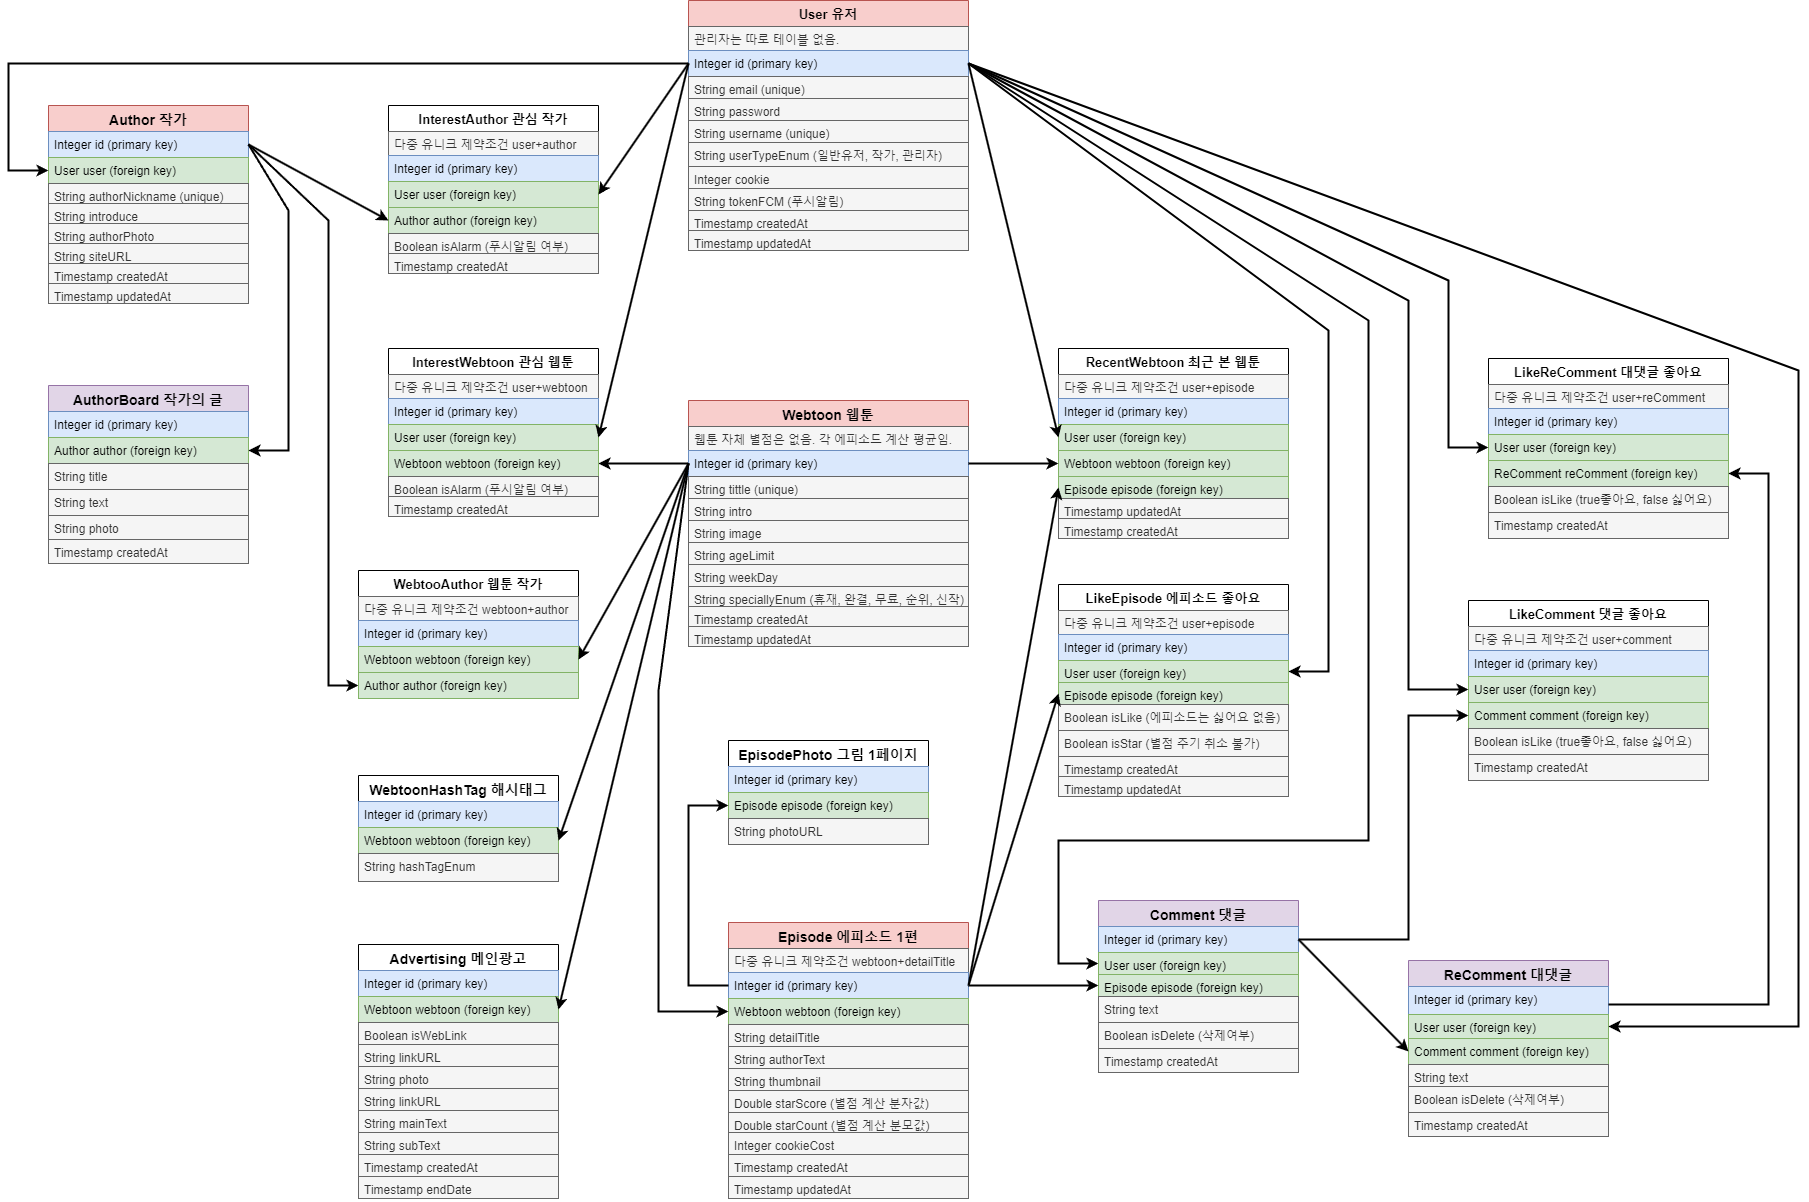 User 유저
관리자는 따로 테이블 없음.
Integer id (primary key)
String email (unique)
String password
String username (unique)
String userTypeEnum (일반유저, 작가, 관리자)
Integer cookie
String tokenFCM (푸시알림)
Timestamp createdAt
Timestamp updatedAt
Author 작가
Integer id (primary key)
User user (foreign key)
String authorNickname (unique)
String introduce
String authorPhoto
String siteURL
Timestamp createdAt
Timestamp updatedAt
InterestAuthor 관심 작가
다중 유니크 제약조건 user+author
Integer id (primary key)
User user (foreign key)
Author author (foreign key)
Boolean isAlarm (푸시알림 여부)
Timestamp createdAt
AuthorBoard 작가의 글
Integer id (primary key)
Author author (foreign key)
String title
String text
String photo
Timestamp createdAt
InterestWebtoon 관심 웹툰
다중 유니크 제약조건 user+webtoon
Integer id (primary key)
User user (foreign key)
Webtoon webtoon (foreign key)
Boolean isAlarm (푸시알림 여부)
Timestamp createdAt
Webtoon 웹툰
웹툰 자체 별점은 없음. 각 에피소드 계산 평균임.
Integer id (primary key)
String tittle (unique)
String intro
String image
String ageLimit
String weekDay
String speciallyEnum (휴재, 완결, 무료, 순위, 신작)
Timestamp createdAt
Timestamp updatedAt
RecentWebtoon 최근 본 웹툰
다중 유니크 제약조건 user+episode
Integer id (primary key)
User user (foreign key)
Webtoon webtoon (foreign key)
Episode episode (foreign key)
Timestamp updatedAt
Timestamp createdAt
LikeReComment 대댓글 좋아요
다중 유니크 제약조건 user+reComment
Integer id (primary key)
User user (foreign key)
ReComment reComment (foreign key)
Boolean isLike (true좋아요, false 싫어요)
Timestamp createdAt
WebtooAuthor 웹툰 작가
다중 유니크 제약조건 webtoon+author
Integer id (primary key)
Webtoon webtoon (foreign key)
Author author (foreign key)
LikeEpisode 에피소드 좋아요
다중 유니크 제약조건 user+episode
Integer id (primary key)
User user (foreign key)
Episode episode (foreign key)
Boolean isLike (에피소드는 싫어요 없음)
Boolean isStar (별점 주기 취소 불가)
Timestamp createdAt
Timestamp updatedAt
LikeComment 댓글 좋아요
다중 유니크 제약조건 user+comment
Integer id (primary key)
User user (foreign key)
Comment comment (foreign key)
Boolean isLike (true좋아요, false 싫어요)
Timestamp createdAt
WebtoonHashTag 해시태그
Integer id (primary key)
Webtoon webtoon (foreign key)
String hashTagEnum
EpisodePhoto 그림 1페이지
Integer id (primary key)
Episode episode (foreign key)
String photoURL
Advertising 메인광고
Integer id (primary key)
Webtoon webtoon (foreign key)
Boolean isWebLink
String linkURL
String photo
String linkURL
String mainText
String subText
Timestamp createdAt
Timestamp endDate
Episode 에피소드 1편
다중 유니크 제약조건 webtoon+detailTitle
Integer id (primary key)
Webtoon webtoon (foreign key)
String detailTitle
String authorText
String thumbnail
Double starScore (별점 계산 분자값)
Double starCount (별점 계산 분모값)
Integer cookieCost
Timestamp createdAt
Timestamp updatedAt
Comment 댓글
Integer id (primary key)
User user (foreign key)
Episode episode (foreign key)
String text
Boolean isDelete (삭제여부)
Timestamp createdAt
ReComment 대댓글
Integer id (primary key)
User user (foreign key)
Comment comment (foreign key)
String text
Boolean isDelete (삭제여부)
Timestamp createdAt